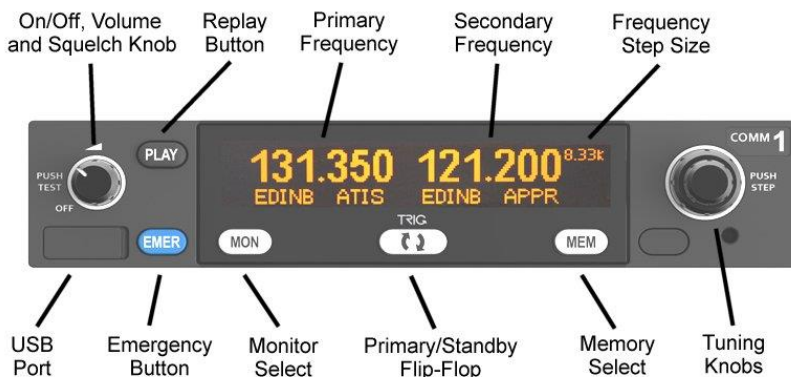 On/Off, Volume
and Squelch Knob
Replay
Button
Primary
Frequency
Secondary
Frequency
Frequency
Step Size
PUSH
TEST
OFF
PLAY
131.350
121.200
8.33k
EDINB ATIS
EDINB APPR
COMM 1
PUSH
STEP
TRIG
EMER
MON
MEM
USB
Port
Emergency
Button
Monitor
Select
Primary/Standby
Flip-Flop
Memory
Select
Tuning
Knobs